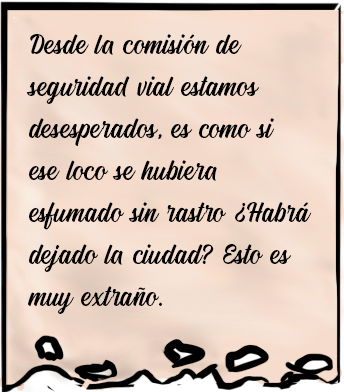 Desde la comisión de
seguridad vial estamos
desesperados, es como si
ese loco se hubiera
esfumado sin rastro ¿Habrá
dejado la ciudad? Esto es
muy extraño.